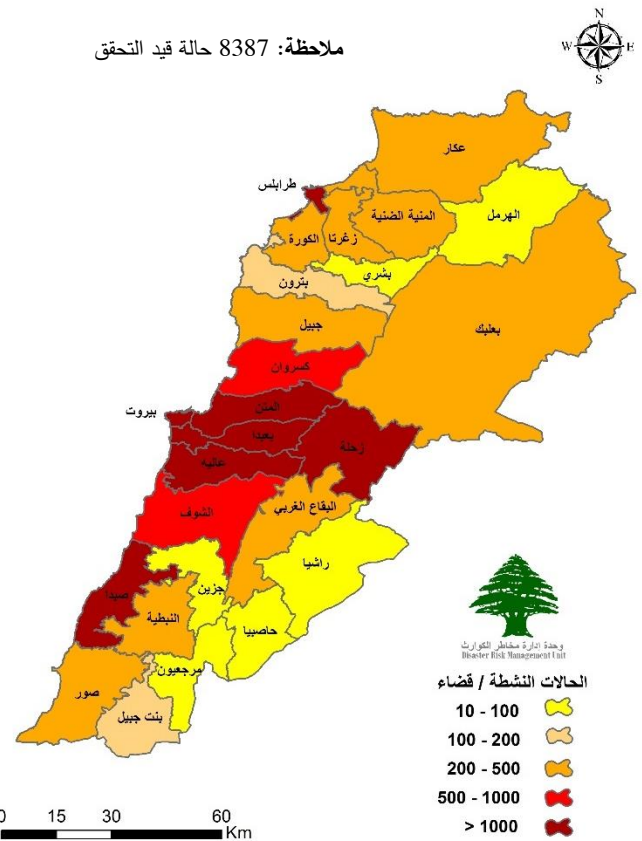 ملاحظة: 8387 حالة قيد التحقق
N
W E
S
عكار
طرابلس
الهرمل
المنية الضنية
زغرتا
الكورة
بشري
بترون
بعلبك
جبيل
كسروان
المتن
بيروت
بعبدا
زحلة
عاليه
البقاع الغربي
الشوف
راشيا
جزين
صيدا
النبطية
حاصبيا
مرجعيون
صور
بنت جبيل
وحدة ادارة مخاطر الكوارث
Disaster Risk Management Unit
الحالات النشطة / قضاء
10 - 100
100 - 200
200 - 500
500 - 1000
> 1000
0 15 30 60
Km